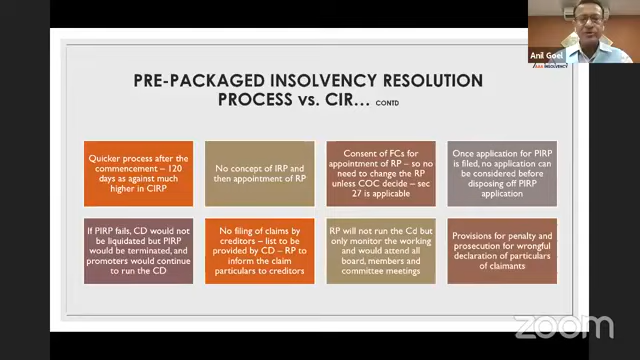 Anil Goel
AAA INSOLVENCY
PRE-PACKAGED INSOLVENCY RESOLUTION
PROCESS vs. CIR… CONTD
Quicker process after the
commencement – 120
days as against much
higher in CIRP
No concept of IRP and
then appointment of RP
Consent of FCs for
appointment of RP – so no
need to change the RP
unless COC decide – sec
27 is applicable
Once application for PIRP
is filed, no application can
be considered before
disposing off PIRP
application
If PIRP fails, CD would not
be liquidated but PIRP
would be terminated, and
promoters would continue
to run the CD
No filing of claims by
creditors – list to be
provided by CD – RP to
inform the claim
particulars to creditors
RP will not run the Cd but
only monitor the working
and would attend all
board, members and
committee meetings
Provisions for penalty and
prosecution for wrongful
declaration of particulars
of claimants
zoom